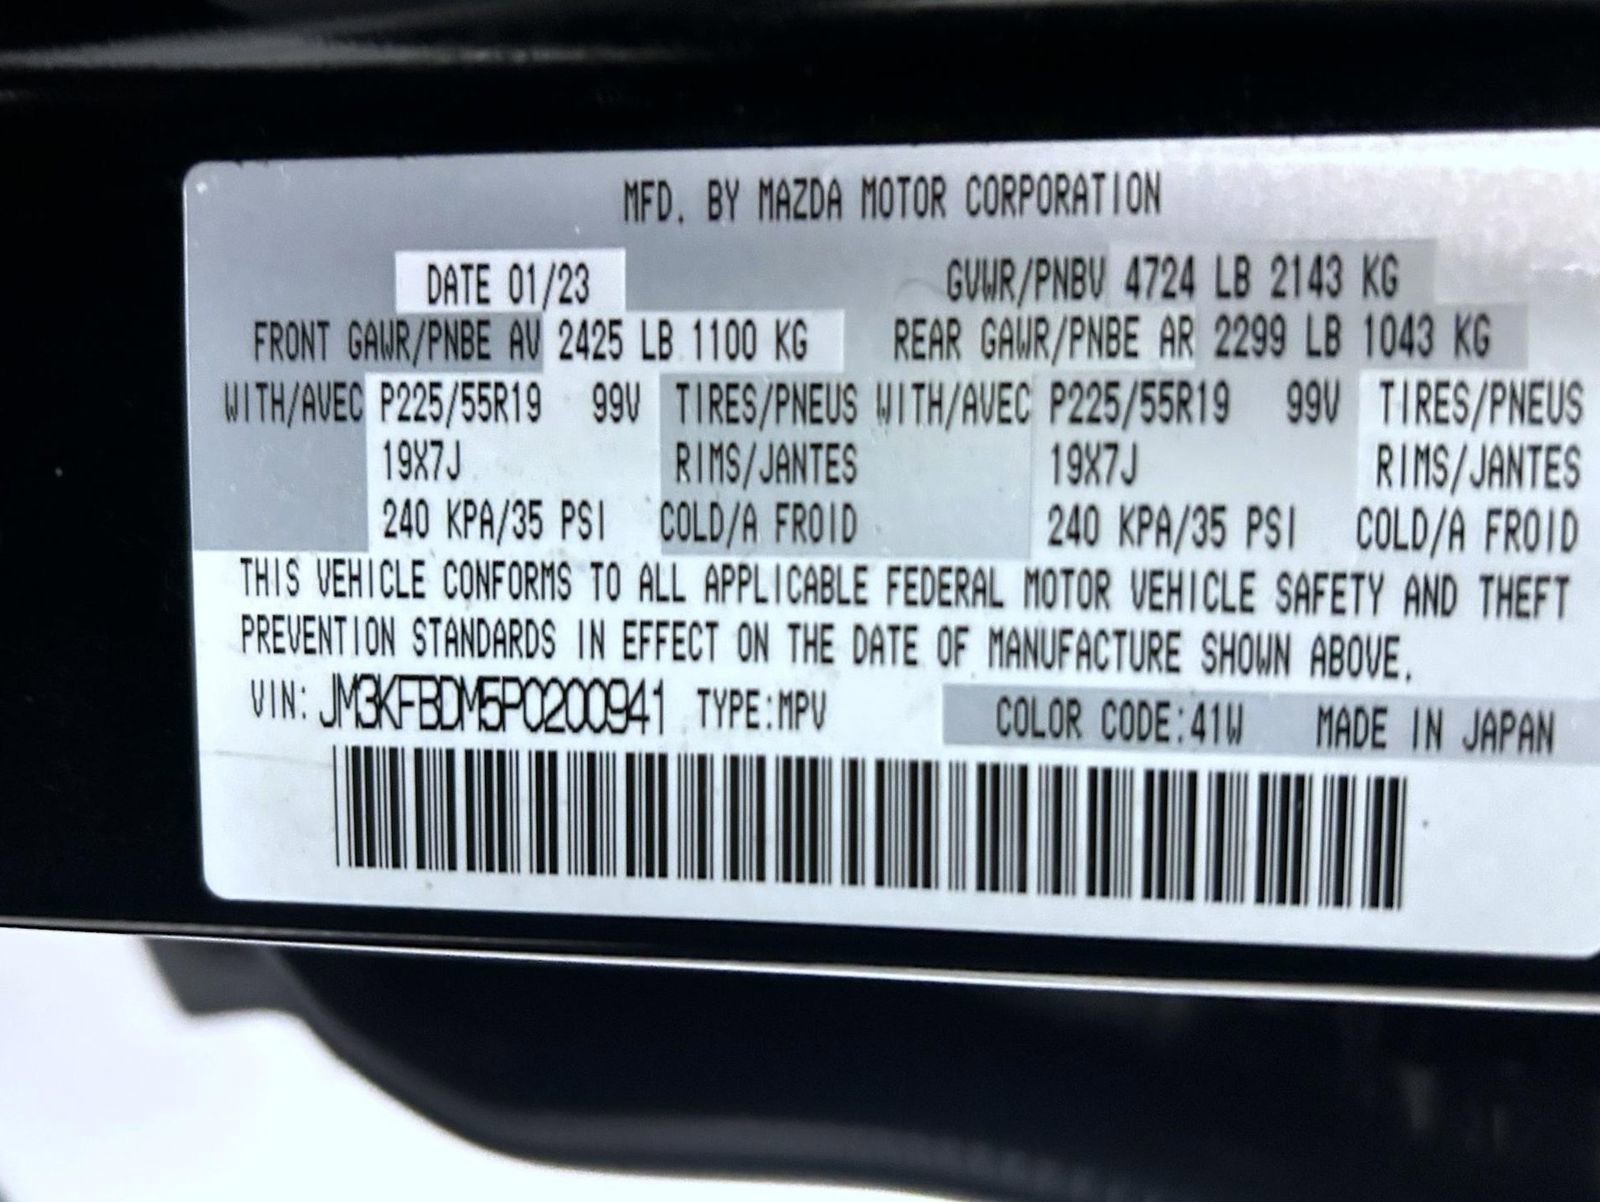 MFD. BY MAZDA MOTOR CORPORATION
DATE 01/23 GVWR/PNBV 4724 LB 2143 KG
FRONT GAWR/PNBE AV 2425 LB 1100 KG REAR GAWR/PNBE AR 2299 LB 1043 KG
WITH/AVEC P225/55R19 99V TIRES/PNEUS WITH/AVEC P225/55R19 99V TIRES/PNEUS
19X7J RIMS/JANTES 19X7J RIMS/JANTES
240 KPA/35 PSI COLD/A FROID 240 KPA/35 PSI COLD/A FROID
THIS VEHICLE CONFORMS TO ALL APPLICABLE FEDERAL MOTOR VEHICLE SAFETY AND THEFT
PREVENTION STANDARDS IN EFFECT ON THE DATE OF MANUFACTURE SHOWN ABOVE.
VIN: JM3KFBDM5P0200941 TYPE:MPV COLOR CODE:41W MADE IN JAPAN